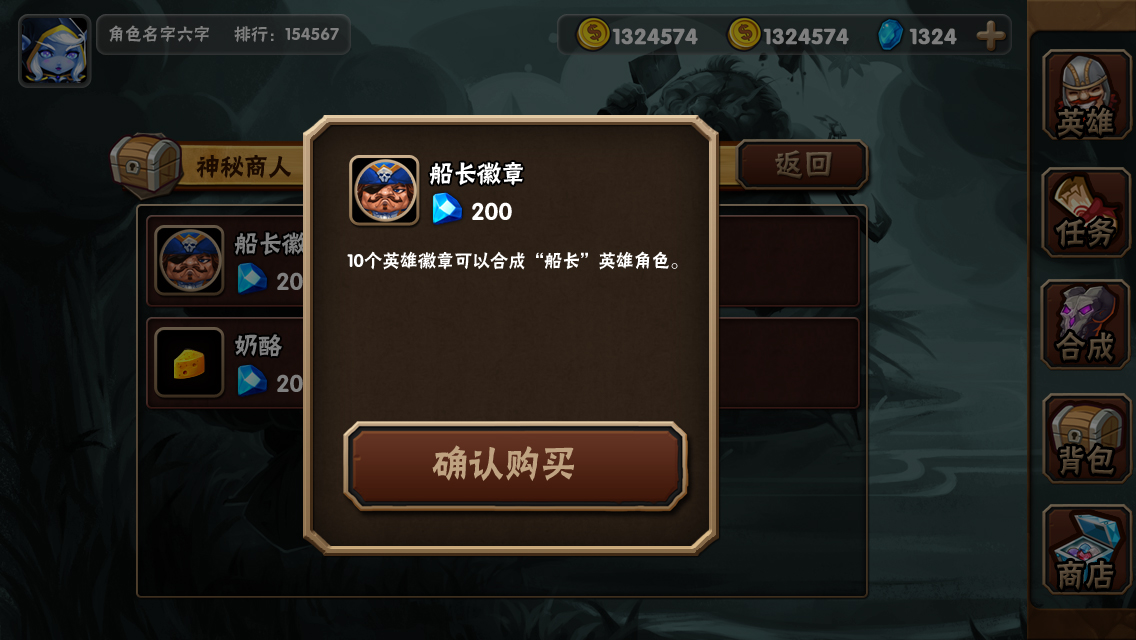 角色名字六字 排行：154567
1324574 1324574 1324
神秘商人
返回
船长徽
20
奶酪
20
船长徽章
200
10个英雄徽章可以合成“船长”英雄角色。
确认购买
英雄
任务
合成
背包
商店